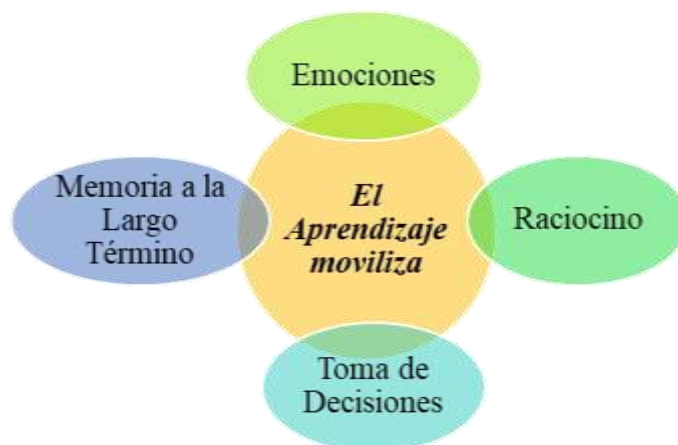 Emociones
El
Aprendizaje
moviliza
Memoria a la
Largo
Término
Raciocino
Toma de
Decisiones